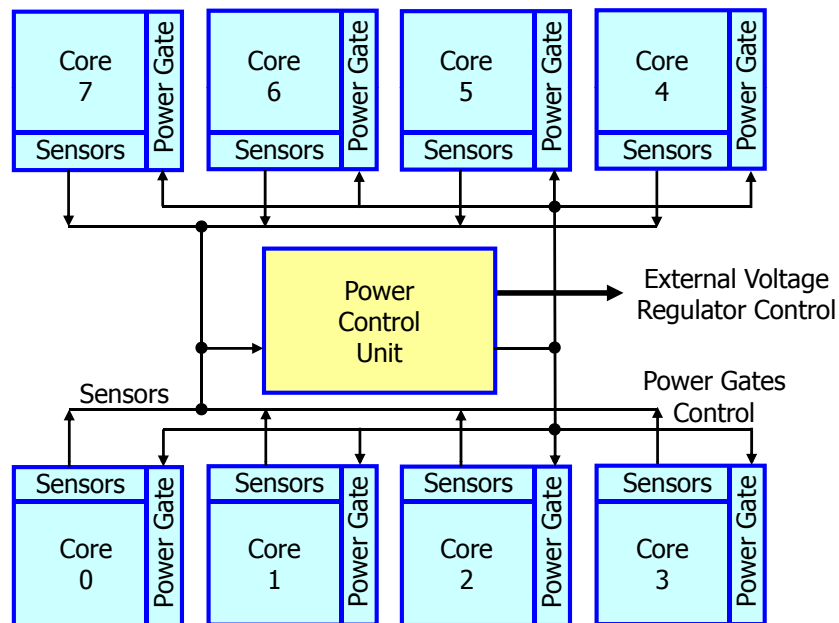 Core
7
Power Gate
Sensors
Core
6
Power Gate
Sensors
Core
5
Power Gate
Sensors
Core
4
Power Gate
Sensors
Power
Control
Unit
External Voltage
Regulator Control
Sensors
Power Gates
Control
Sensors
Core
0
Power Gate
Sensors
Core
1
Power Gate
Sensors
Core
2
Power Gate
Sensors
Core
3
Power Gate